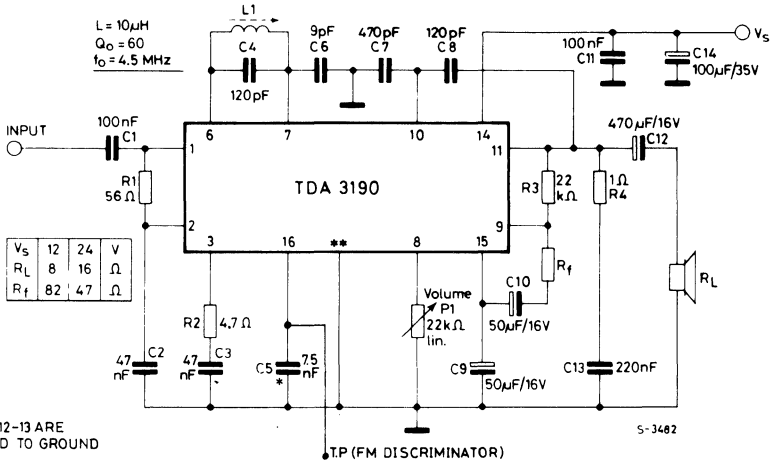 L = 10µH
Qo = 60
fo = 4.5 MHz
L1
C4
120pF
9pF
C6
470pF
C7
120pF
C8
100nF
C11
C14
100µF/35V
Vs
INPUT
100nF
C1
6
7
10
14
1
11
470µF/16V
C12
TDA 3190
R1
56Ω
R3
22
kΩ
1Ω
R4
2
9
3
16
**
8
15
Vs 12 24 V
RL 8 16 Ω
Rf 82 47 Ω
Rf
RL
R2
4.7Ω
Volume
P1
22kΩ
lin.
C10
50µF/16V
47
nF
C2
47
nF
C3
C5
*
7.5
nF
C9
50µF/16V
C13
220nF
12-13 ARE
D TO GROUND
S-3482
T.P (FM DISCRIMINATOR)